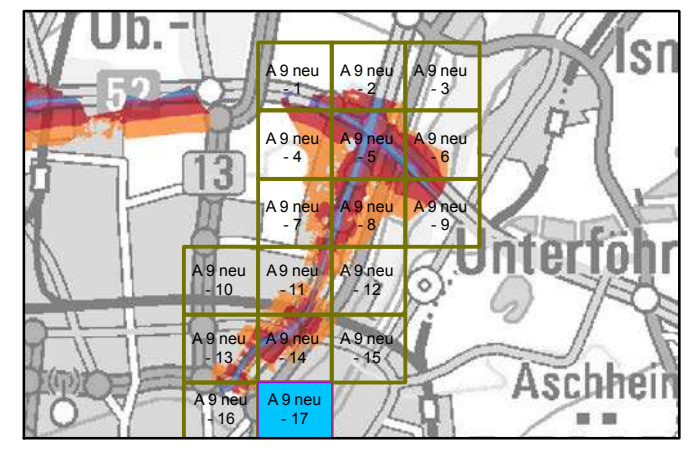 Ob.-
Isn
52
A 9 neu
- 1
A 9 neu
- 2
A 9 neu
- 3
A 9 neu
- 4
A 9 neu
- 5
A 9 neu
- 6
13
A 9 neu
- 7
A 9 neu
- 8
A 9 neu
- 9
Unterföhr
A 9 neu
- 10
A 9 neu
- 11
A 9 neu
- 12
A 9 neu
- 13
A 9 neu
- 14
A 9 neu
- 15
Aschhein
A 9 neu
- 16
A 9 neu
- 17